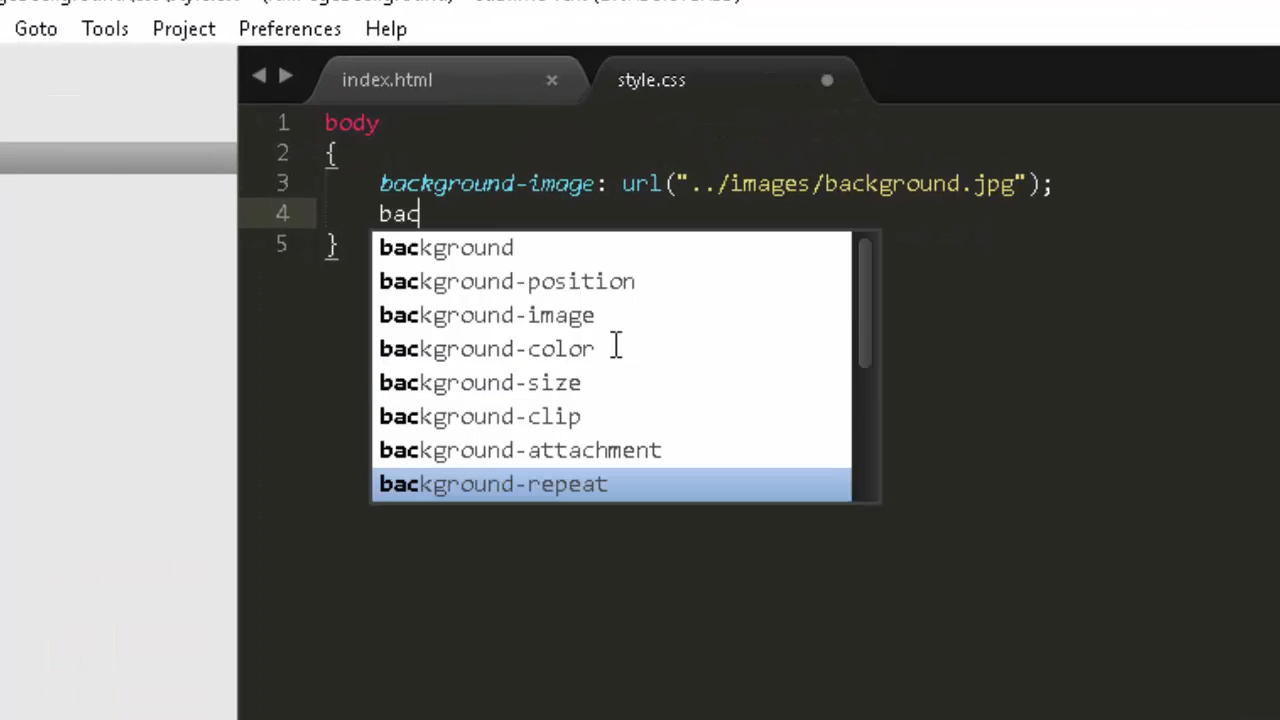 Goto Tools Project Preferences Help
index.html × style.css
1 body
2 {
3 background-image: url("../images/background.jpg");
4 bac
5 }
background
background-position
background-image
background-color
background-size
background-clip
background-attachment
background-repeat